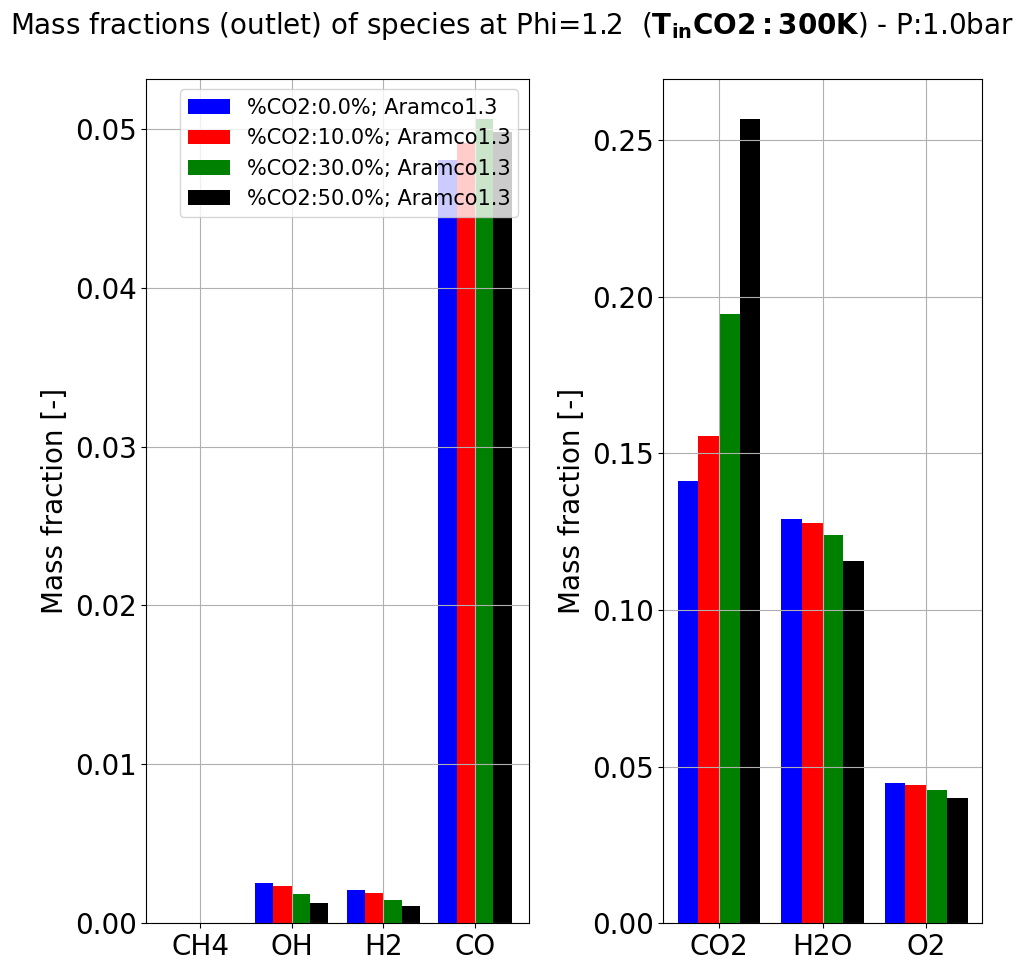 Mass fractions (outlet) of species at Phi=1.2 (TinCO2 : 300K) - P:1.0bar
%CO2:0.0%; Aramco1.3
%CO2:10.0%; Aramco1.3
%CO2:30.0%; Aramco1.3
%CO2:50.0%; Aramco1.3
Mass fraction [-]
0.05
0.04
0.03
0.02
0.01
0.00
CH4 OH H2 CO
Mass fraction [-]
0.25
0.20
0.15
0.10
0.05
0.00
CO2 H2O O2